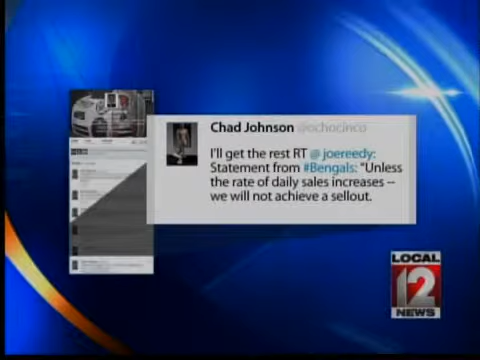 Chad Johnson @ochocinco
I'll get the rest RT @ joereedy:
Statement from #Bengals: "Unless
the rate of daily sales increases --
we will not achieve a sellout.
LOCAL
12
NEWS